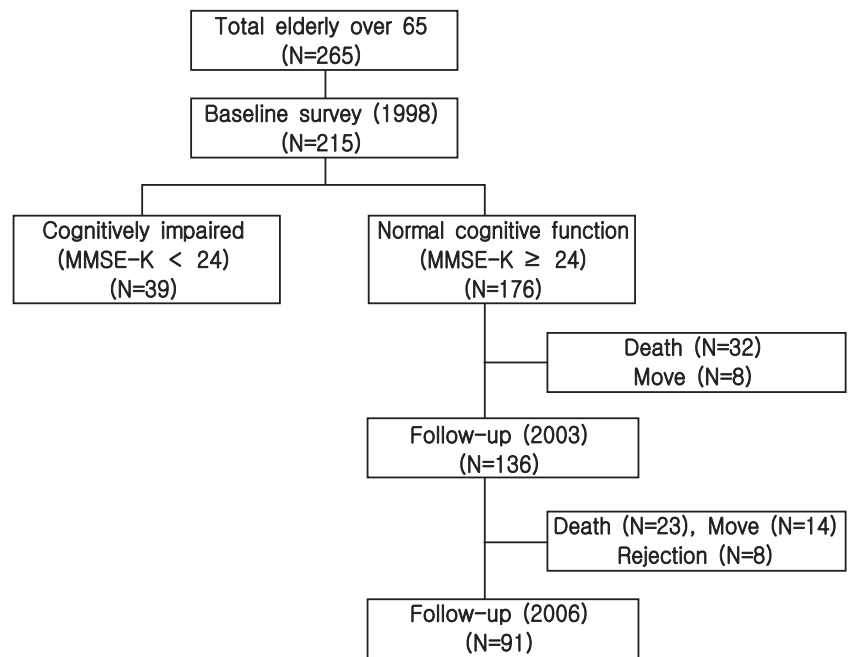 Total elderly over 65
(N=265)
Baseline survey (1998)
(N=215)
Cognitively impaired
(MMSE-K < 24)
(N=39)
Normal cognitive function
(MMSE-K ≥ 24)
(N=176)
Death (N=32)
Move (N=8)
Follow-up (2003)
(N=136)
Death (N=23), Move (N=14)
Rejection (N=8)
Follow-up (2006)
(N=91)